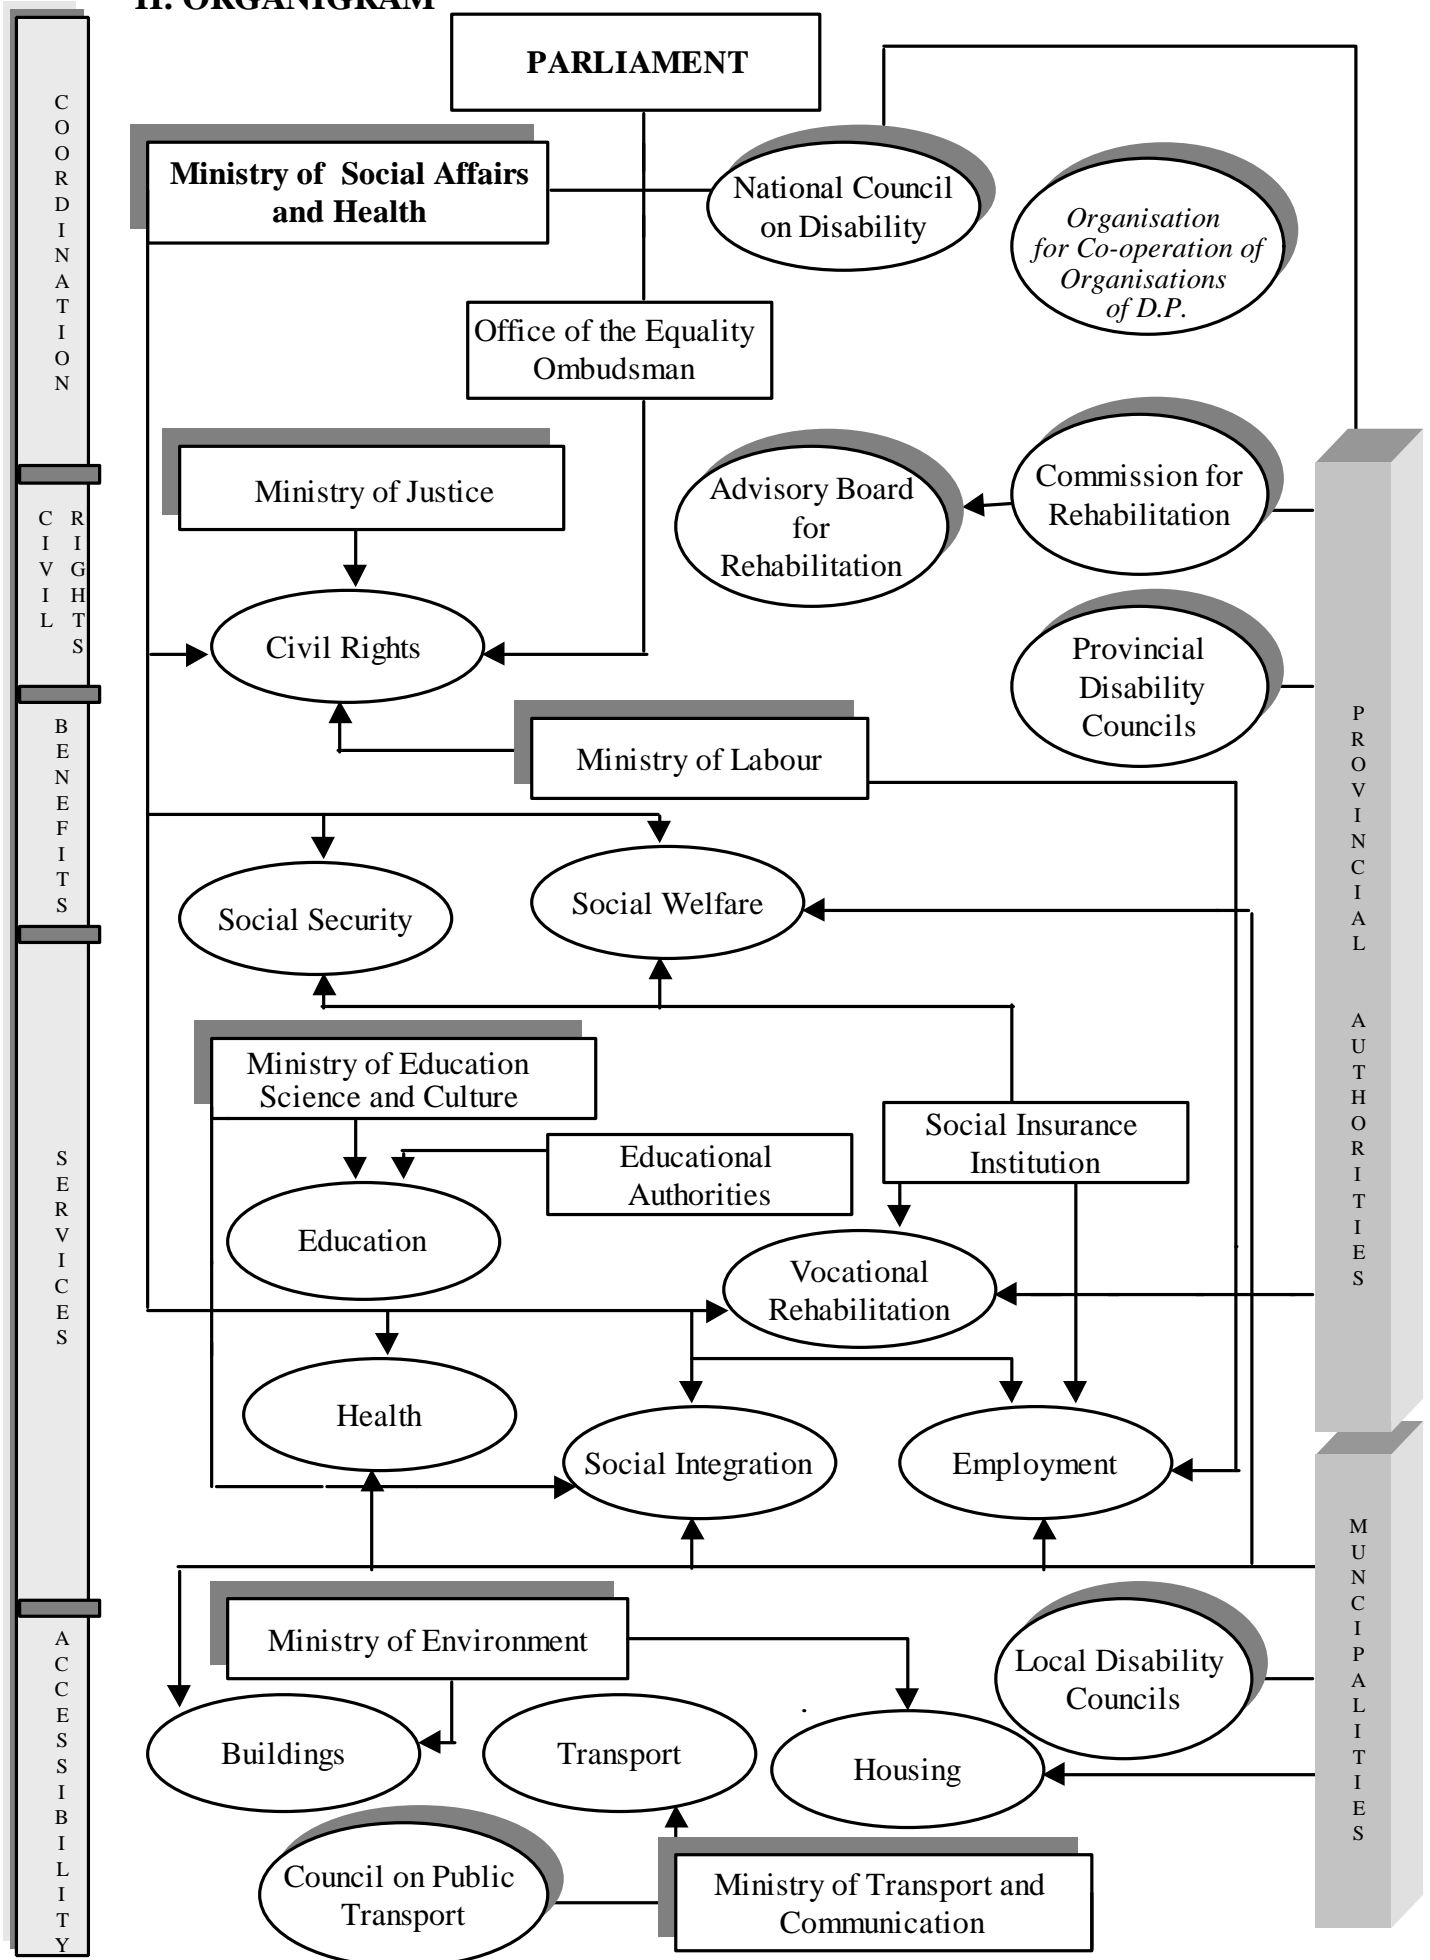 II. ORGANIGRAM
PARLIAMENT
COORDINATION
Ministry of Social Affairs
and Health
National Council
on Disability
Organisation
for Co-operation of
Organisations
of D.P.
Office of the Equality
Ombudsman
Ministry of Justice
Advisory Board
for
Rehabilitation
Commission for
Rehabilitation
CIVIL
RIGHTS
Civil Rights
Provincial
Disability
Councils
BENEFITS
Ministry of Labour
PROVINCIAL
AUTHORITIES
Social Security
Social Welfare
Ministry of Education
Science and Culture
Social Insurance
Institution
Educational
Authorities
SERVICES
Education
Vocational
Rehabilitation
Health
Social Integration
Employment
MUNCIPALITIES
ACCESSIBILITY
Ministry of Environment
Local Disability
Councils
Buildings
Transport
Housing
Council on Public
Transport
Ministry of Transport and
Communication